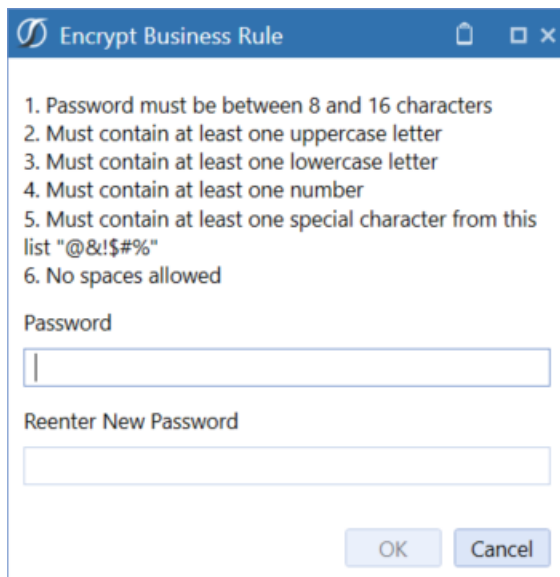 Encrypt Business Rule
1. Password must be between 8 and 16 characters
2. Must contain at least one uppercase letter
3. Must contain at least one lowercase letter
4. Must contain at least one number
5. Must contain at least one special character from this
list "@&!$#%"
6. No spaces allowed
Password
Reenter New Password
OK
Cancel